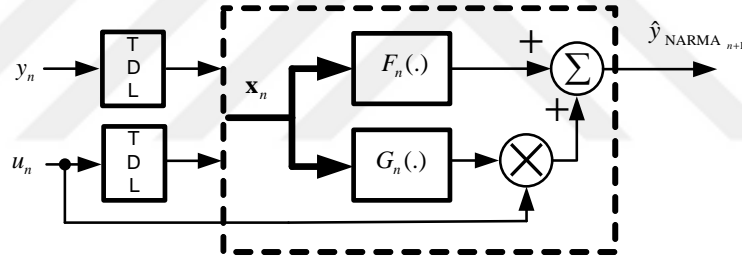 T
D
L
y_n
x_n
F_n(.)
+
Σ
ŷ_NARMA n+1
+
T
D
L
u_n
G_n(.)
×